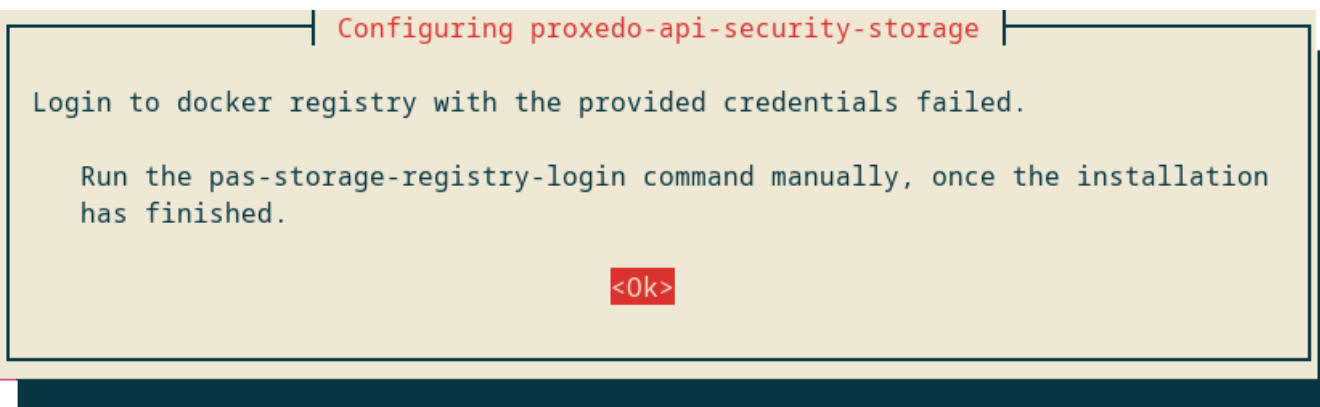 Configuring proxedo-api-security-storage
Login to docker registry with the provided credentials failed.
Run the pas-storage-registry-login command manually, once the installation
has finished.
<Ok>